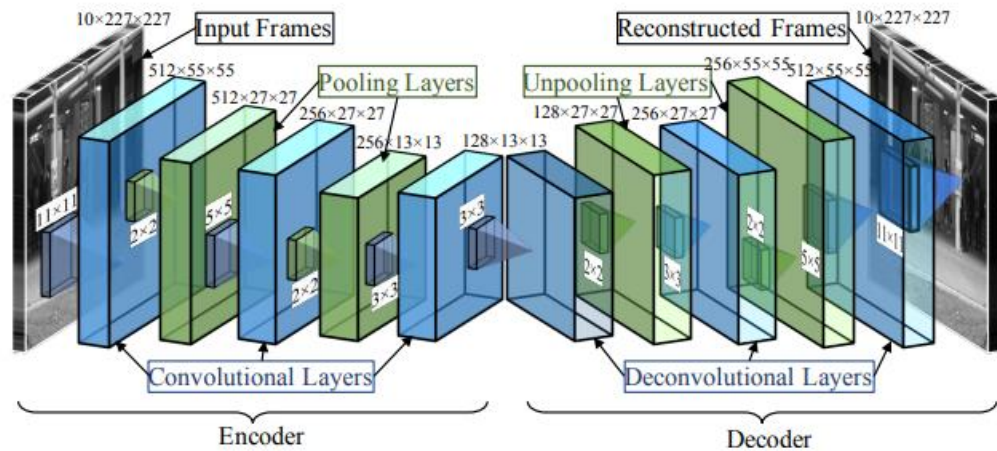 10×227×227
Input Frames
512×55×55
Pooling Layers
512×27×27
256×27×27
256×13×13
128×13×13
11×11
2×2
5×5
2×2
3×3
3×3
Convolutional Layers
Encoder
Reconstructed Frames
10×227×227
256×55×55
512×55×55
Unpooling Layers
128×27×27
256×27×27
2×2
3×3
2×2
5×5
11×11
Deconvolutional Layers
Decoder